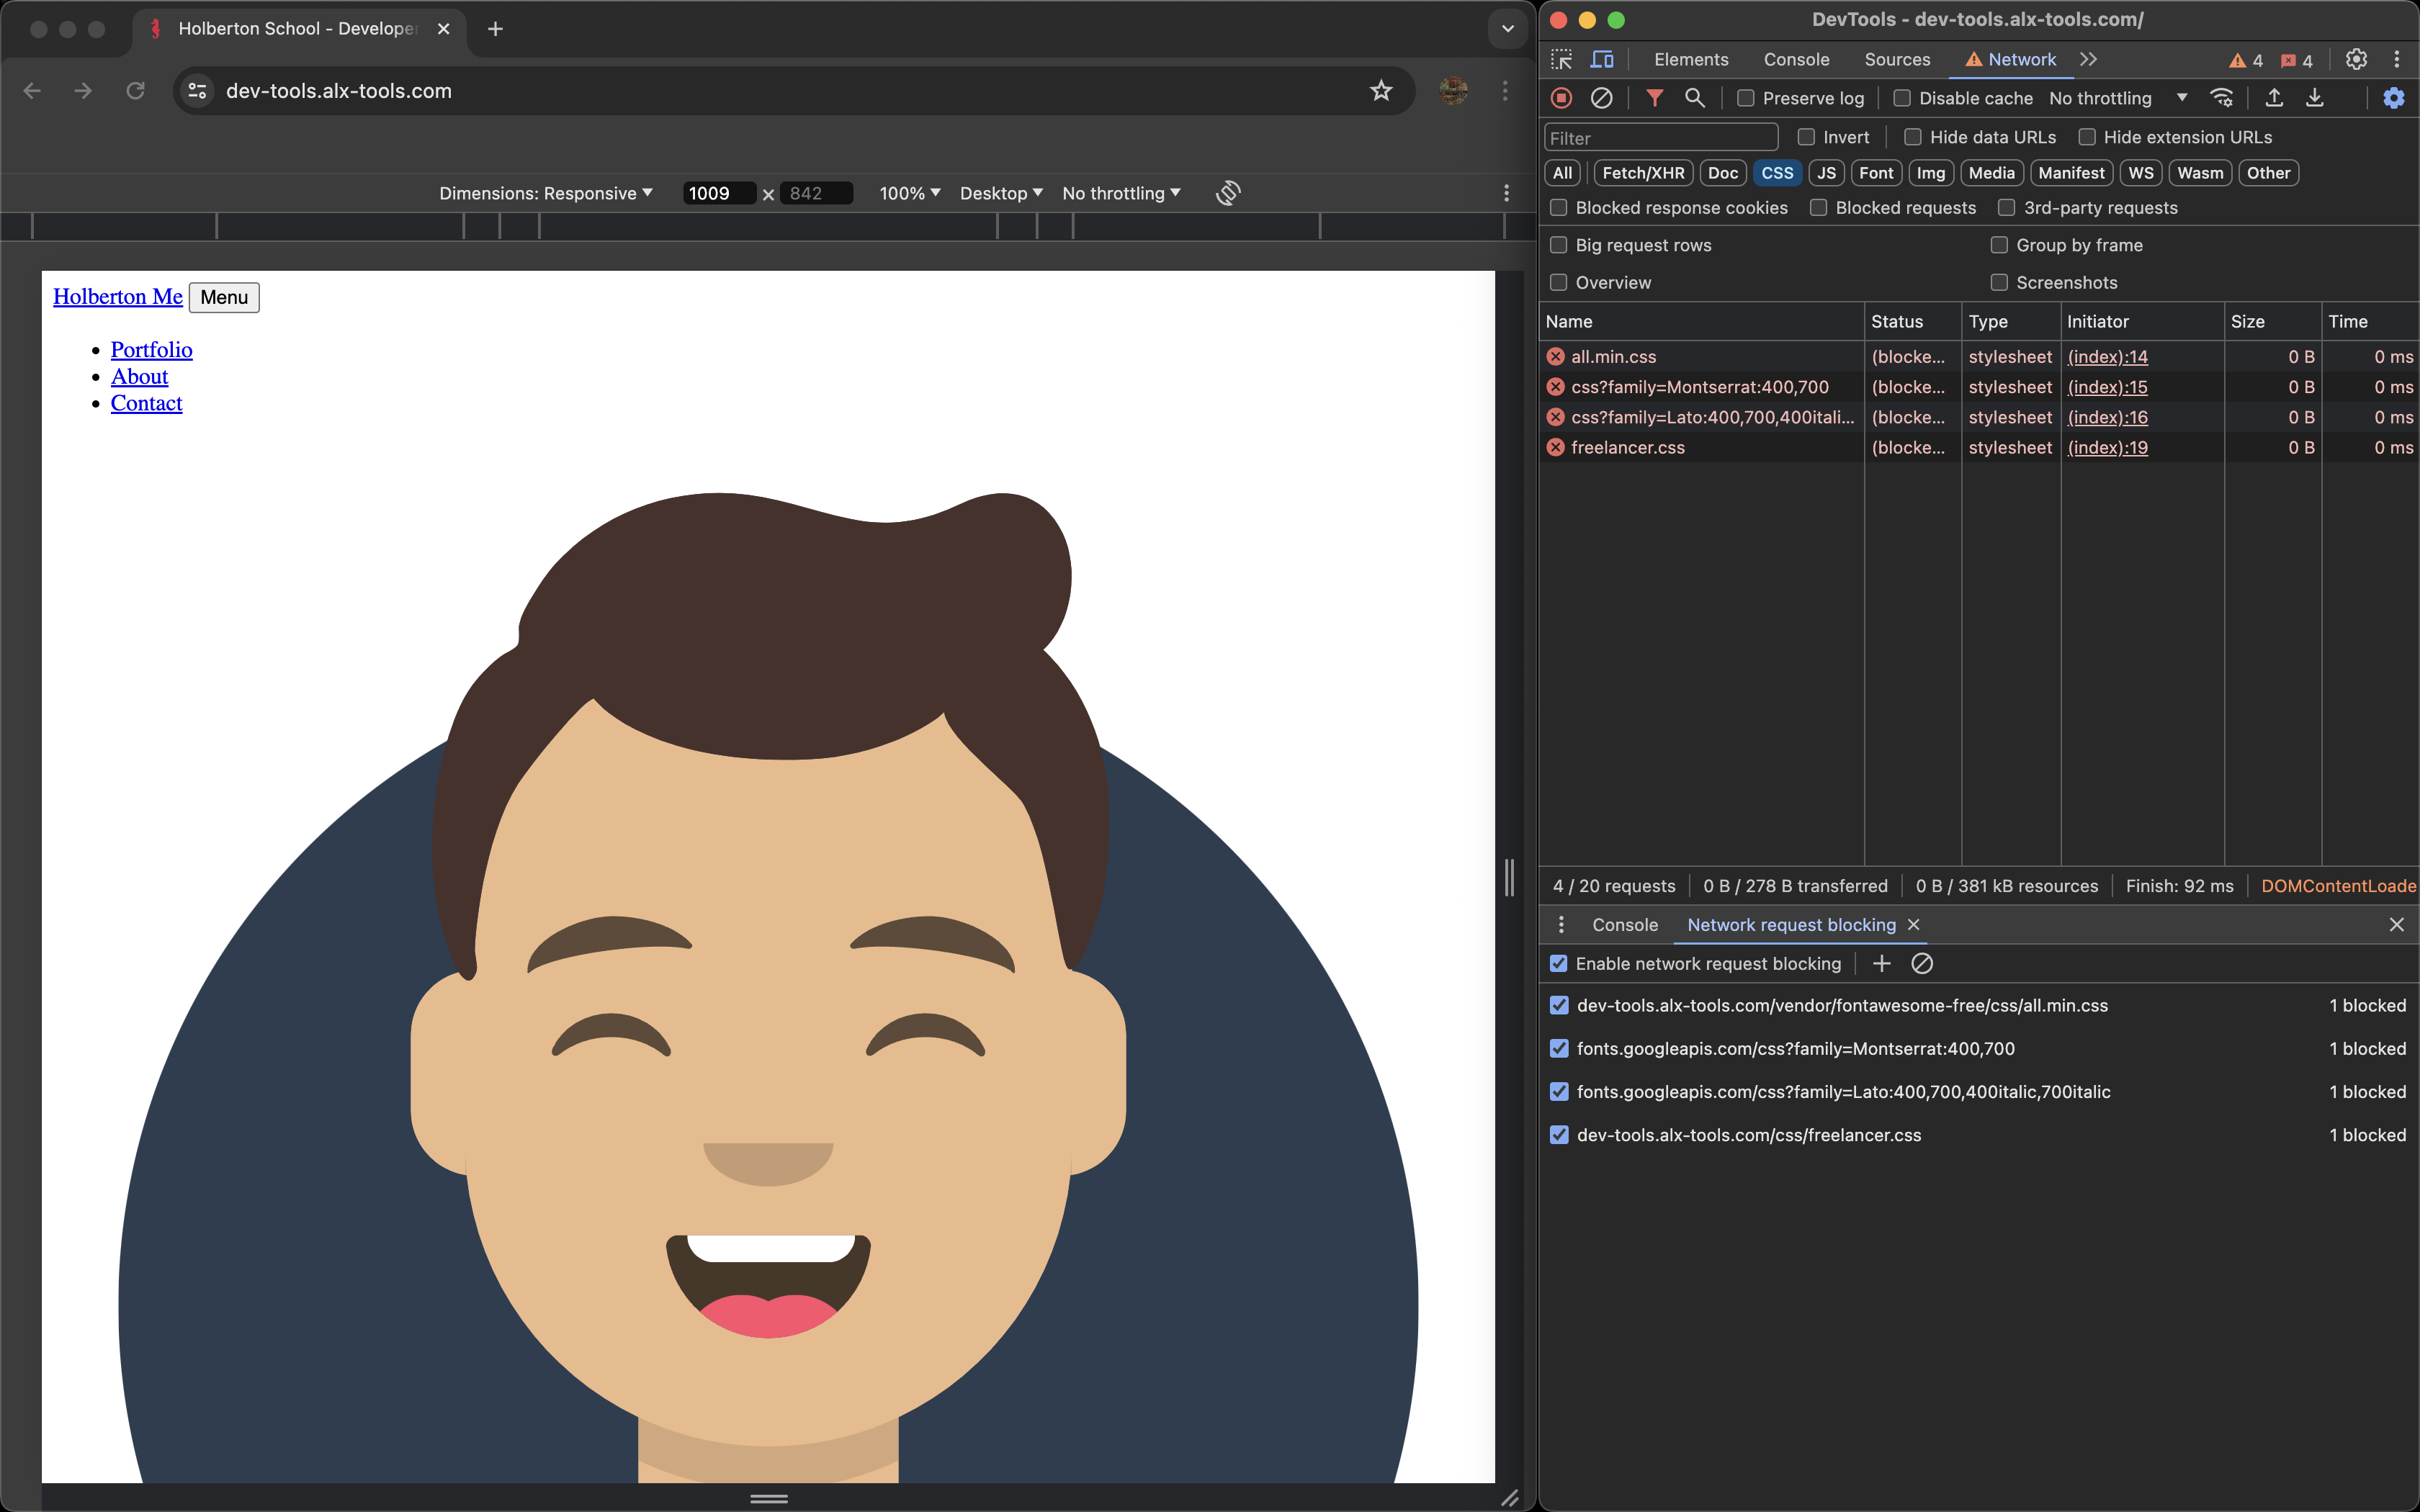 Holberton School - Developer
dev-tools.alx-tools.com
Dimensions: Responsive 1009 × 842 100% Desktop No throttling
Holberton Me Menu
Portfolio
About
Contact
DevTools - dev-tools.alx-tools.com/
Elements Console Sources Network 4 4
Preserve log Disable cache No throttling
Filter Invert Hide data URLs Hide extension URLs
All Fetch/XHR Doc CSS JS Font Img Media Manifest WS Wasm Other
Blocked response cookies Blocked requests 3rd-party requests
Big request rows Group by frame
Overview Screenshots
Name Status Type Initiator Size Time
all.min.css (blocke... stylesheet (index):14 0 B 0 ms
css?family=Montserrat:400,700 (blocke... stylesheet (index):15 0 B 0 ms
css?family=Lato:400,700,400itali... (blocke... stylesheet (index):16 0 B 0 ms
freelancer.css (blocke... stylesheet (index):19 0 B 0 ms
4 / 20 requests 0 B / 278 B transferred 0 B / 381 kB resources Finish: 92 ms DOMContentLoade
Console Network request blocking
Enable network request blocking
dev-tools.alx-tools.com/vendor/fontawesome-free/css/all.min.css 1 blocked
fonts.googleapis.com/css?family=Montserrat:400,700 1 blocked
fonts.googleapis.com/css?family=Lato:400,700,400italic,700italic 1 blocked
dev-tools.alx-tools.com/css/freelancer.css 1 blocked